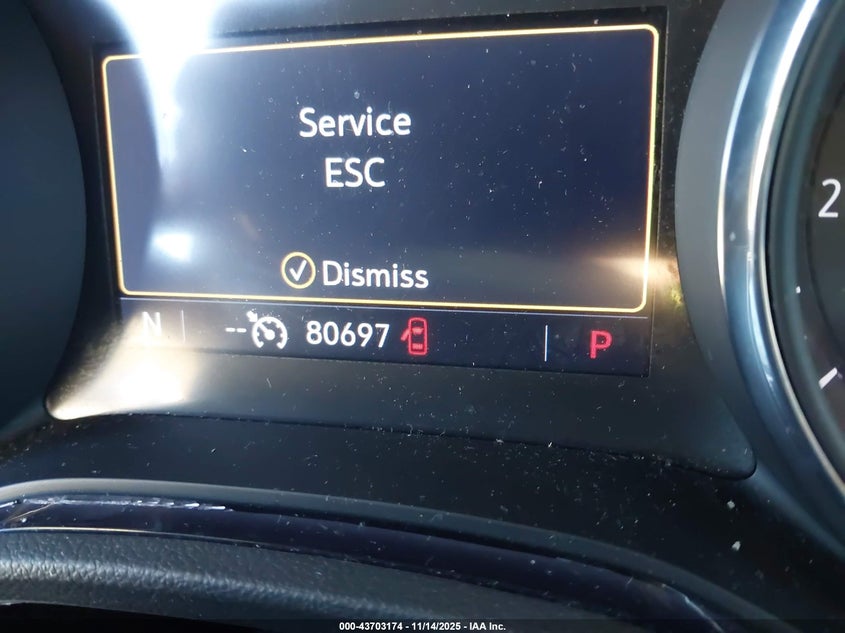 Service
ESC
Dismiss
N -- 80697 P
2
000-43703174 - 11/14/2025 - IAA Inc.